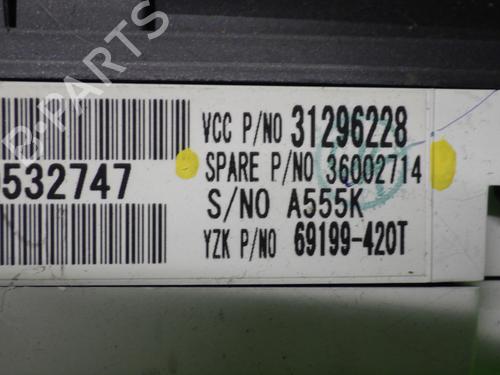 B-PARTS
VCC P/NO 31296228
SPARE P/NO 36002714
532747
S/NO A555K
YZK P/NO 69199-420T